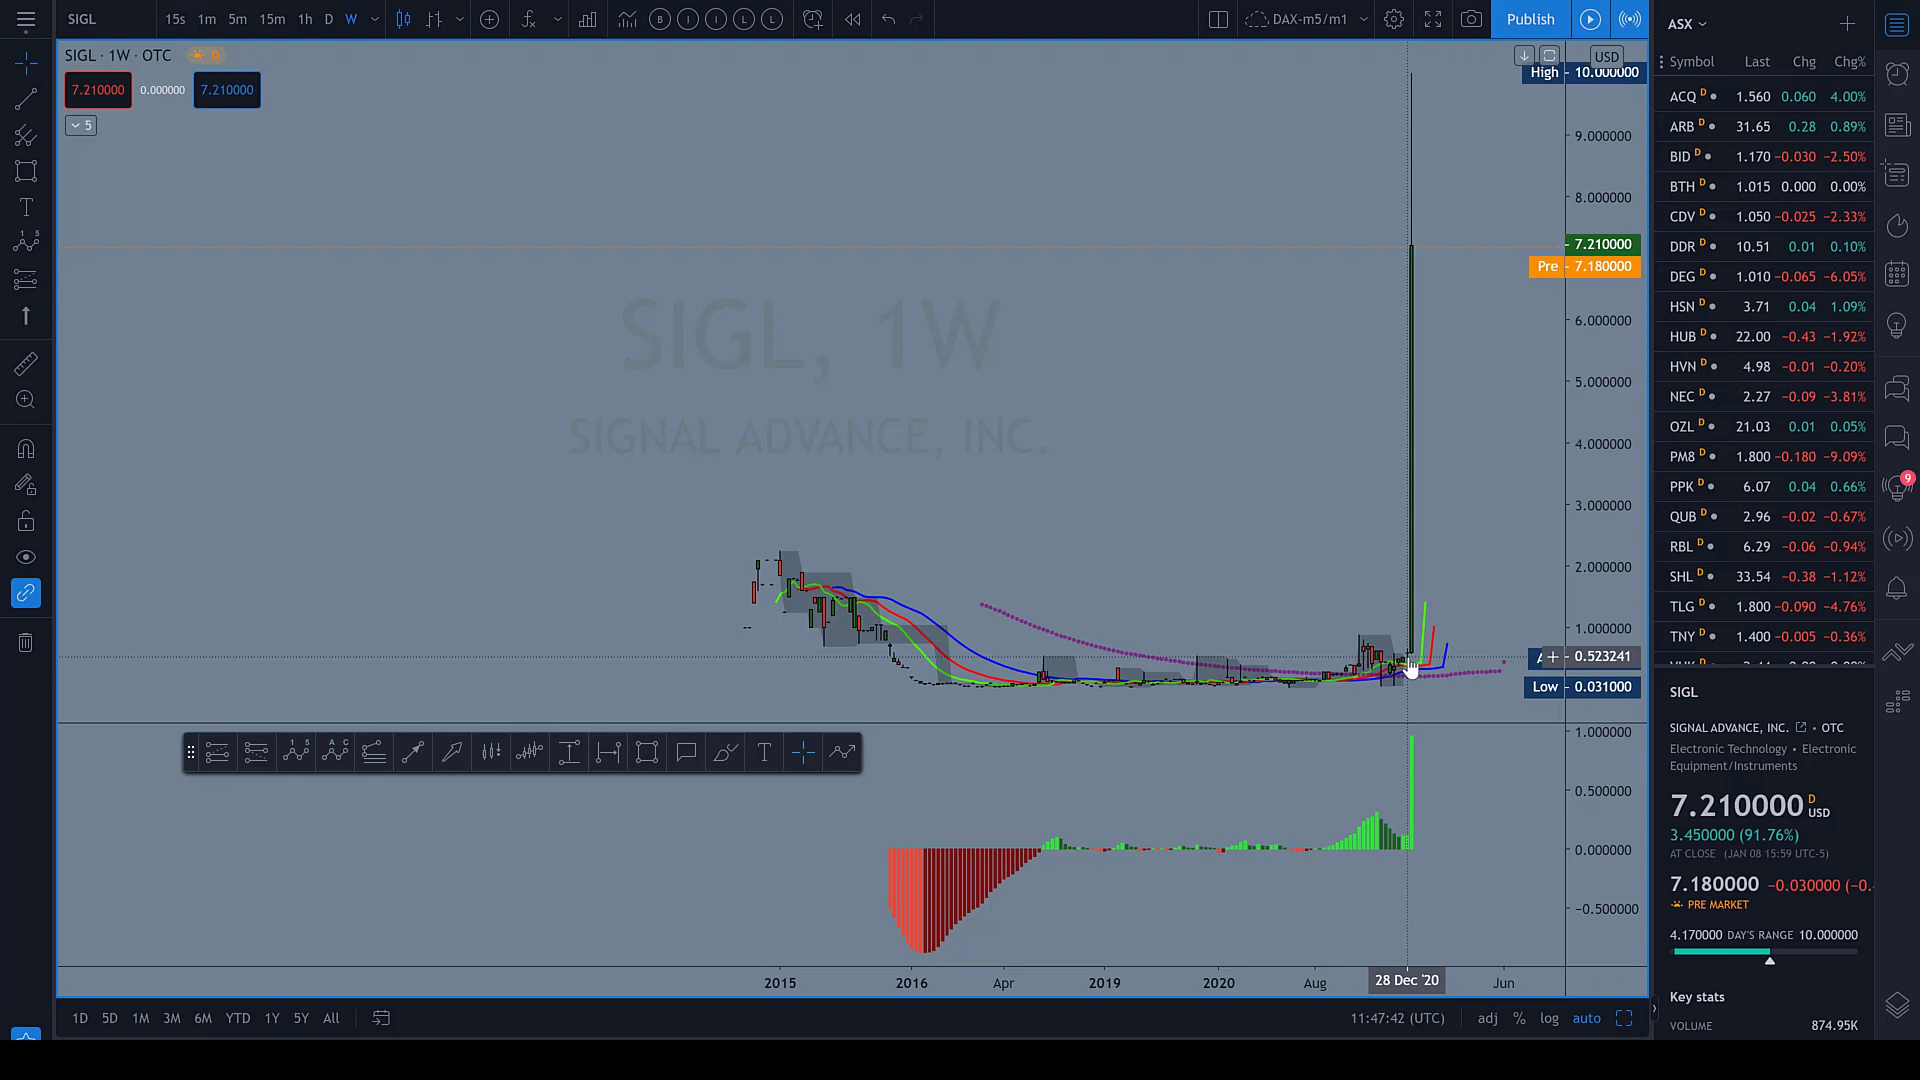 SIGL 15s 1m 5m 15m 1h D W B I I L L DAX-m5/m1 Publish
SIGL · 1W · OTC D
7.210000 0.000000 7.210000
5
SIGL, 1W
SIGNAL ADVANCE, INC.
USD
High 10.000000
9.000000
8.000000
7.210000
Pre 7.180000
6.000000
5.000000
4.000000
3.000000
2.000000
1.000000
0.523241
Low 0.031000
1.000000
0.500000
0.000000
−0.500000
2015 2016 Apr 2019 2020 Aug 28 Dec '20 Jun
1D 5D 1M 3M 6M YTD 1Y 5Y All 11:47:42 (UTC) adj % log auto
ASX
Symbol Last Chg Chg%
ACQ D 1.560 0.060 4.00%
ARB D 31.65 0.28 0.89%
BID D 1.170 −0.030 −2.50%
BTH D 1.015 0.000 0.00%
CDV D 1.050 −0.025 −2.33%
DDR D 10.51 0.01 0.10%
DEG D 1.010 −0.065 −6.05%
HSN D 3.71 0.04 1.09%
HUB D 22.00 −0.43 −1.92%
HVN D 4.98 −0.01 −0.20%
NEC D 2.27 −0.09 −3.81%
OZL D 21.03 0.01 0.05%
PM8 D 1.800 −0.180 −9.09%
PPK D 6.07 0.04 0.66%
QUB D 2.96 −0.02 −0.67%
RBL D 6.29 −0.06 −0.94%
SHL D 33.54 −0.38 −1.12%
TLG D 1.800 −0.090 −4.76%
TNY D 1.400 −0.005 −0.36%
SIGL
SIGNAL ADVANCE, INC. • OTC
Electronic Technology • Electronic
Equipment/Instruments
7.210000 D USD
3.450000 (91.76%)
AT CLOSE (JAN 08 15:59 UTC-5)
7.180000 −0.030000 (−0.
PRE MARKET
4.170000 DAY'S RANGE 10.000000
Key stats
VOLUME 874.95K
9